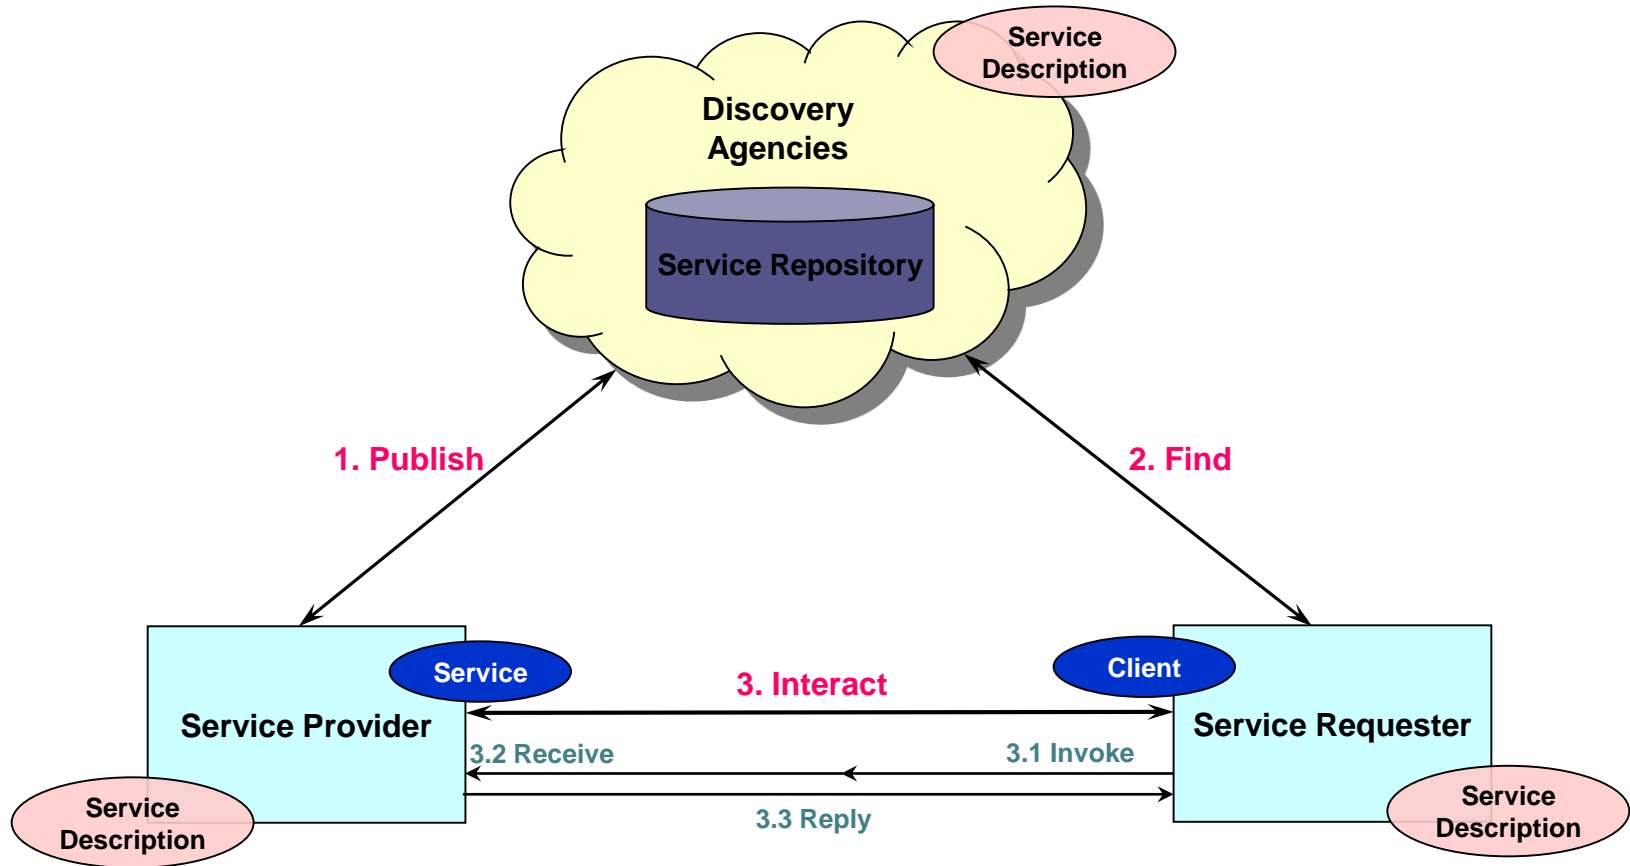 Service
Description
Discovery
Agencies
Service Repository
1. Publish
2. Find
Service
Client
3. Interact
Service Provider
Service Requester
3.2 Receive
3.1 Invoke
3.3 Reply
Service
Description
Service
Description